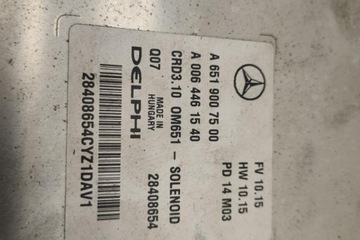 A 651 900 75 00
A 006 446 15 40
CRD3.10 OM651 - SOLENOID
Q07 MADE IN HUNGARY 28408654
DELPHI
28408654CYZ1DAV1
FV 10.15
HW 10.15
PD 14 M03